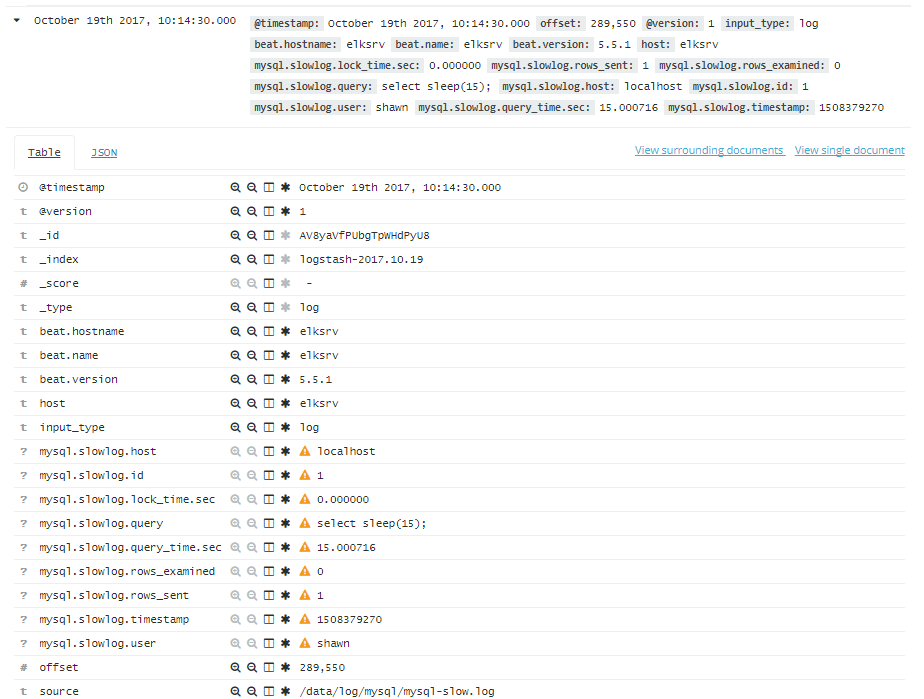 October 19th 2017, 10:14:30.000 @timestamp: October 19th 2017, 10:14:30.000 offset: 289,550 @version: 1 input_type: log
beat.hostname: elksrv beat.name: elksrv beat.version: 5.5.1 host: elksrv
mysql.slowlog.lock_time.sec: 0.000000 mysql.slowlog.rows_sent: 1 mysql.slowlog.rows_examined: 0
mysql.slowlog.query: select sleep(15); mysql.slowlog.host: localhost mysql.slowlog.id: 1
mysql.slowlog.user: shawn mysql.slowlog.query_time.sec: 15.000716 mysql.slowlog.timestamp: 1508379270
Table JSON View surrounding documents View single document
@timestamp October 19th 2017, 10:14:30.000
t @version 1
t _id AV8yaVfPUbgTpWHdPyU8
t _index logstash-2017.10.19
# _score -
t _type log
t beat.hostname elksrv
t beat.name elksrv
t beat.version 5.5.1
t host elksrv
t input_type log
? mysql.slowlog.host localhost
? mysql.slowlog.id 1
? mysql.slowlog.lock_time.sec 0.000000
? mysql.slowlog.query select sleep(15);
? mysql.slowlog.query_time.sec 15.000716
? mysql.slowlog.rows_examined 0
? mysql.slowlog.rows_sent 1
? mysql.slowlog.timestamp 1508379270
? mysql.slowlog.user shawn
# offset 289,550
t source /data/log/mysql/mysql-slow.log